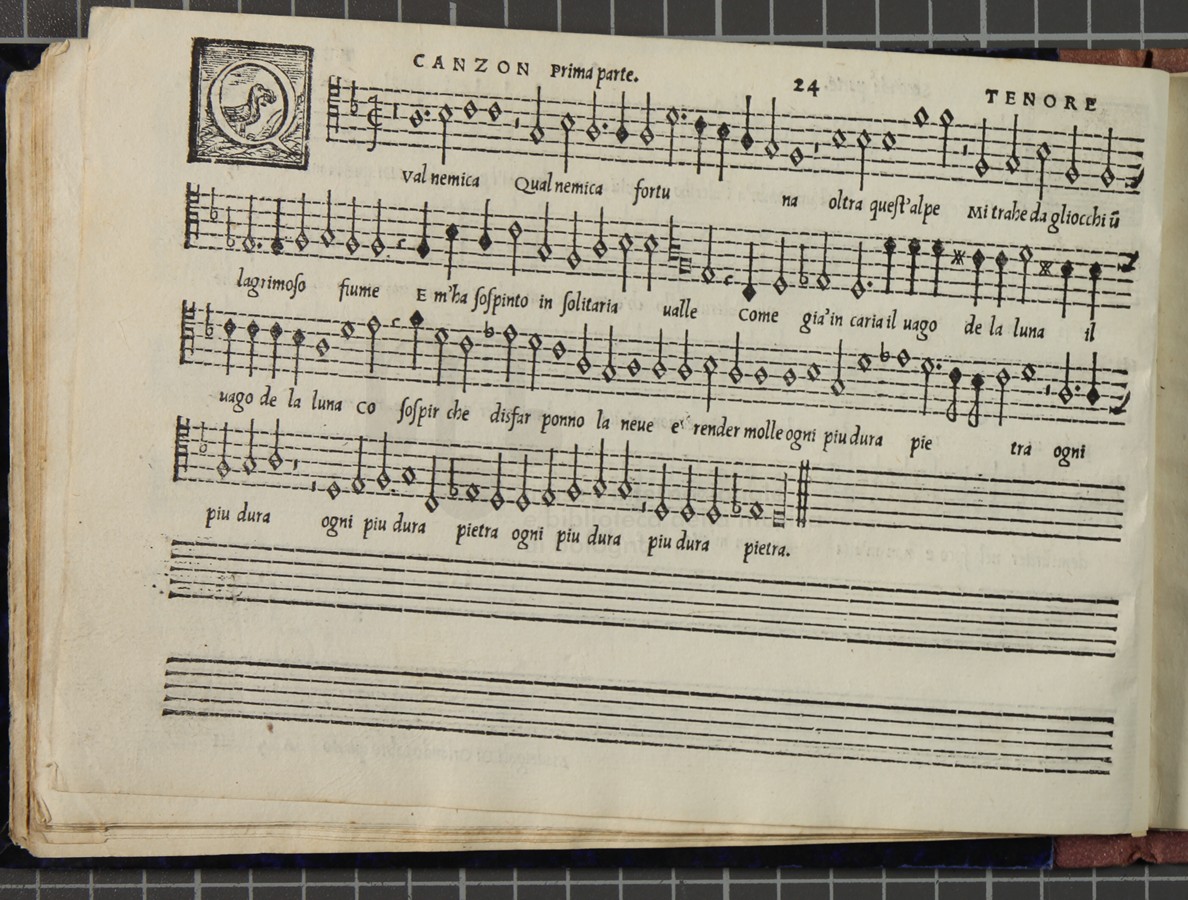 CANZON Prima parte. 24 TENORE
Q
Val nemica Qual nemica fortu na oltra quest'alpe Mi trahe da gliocchi ũ
lagrimoso fiume E m'ha sospinto in solitaria ualle Come gia'in caria il uago de la luna il
uago de la luna Co sospir che disfar ponno la neue e' render molle ogni piu dura pie tra ogni
piu dura ogni piu dura pietra ogni piu dura piu dura pietra.